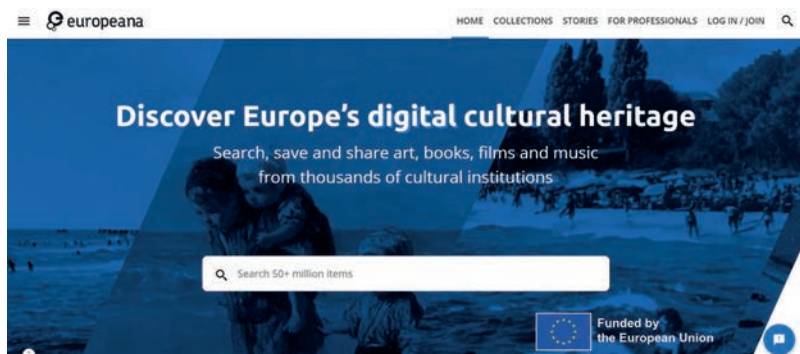 europeana
HOME COLLECTIONS STORIES FOR PROFESSIONALS LOG IN / JOIN
Discover Europe's digital cultural heritage
Search, save and share art, books, films and music
from thousands of cultural institutions
Search 50+ million items
Funded by
the European Union